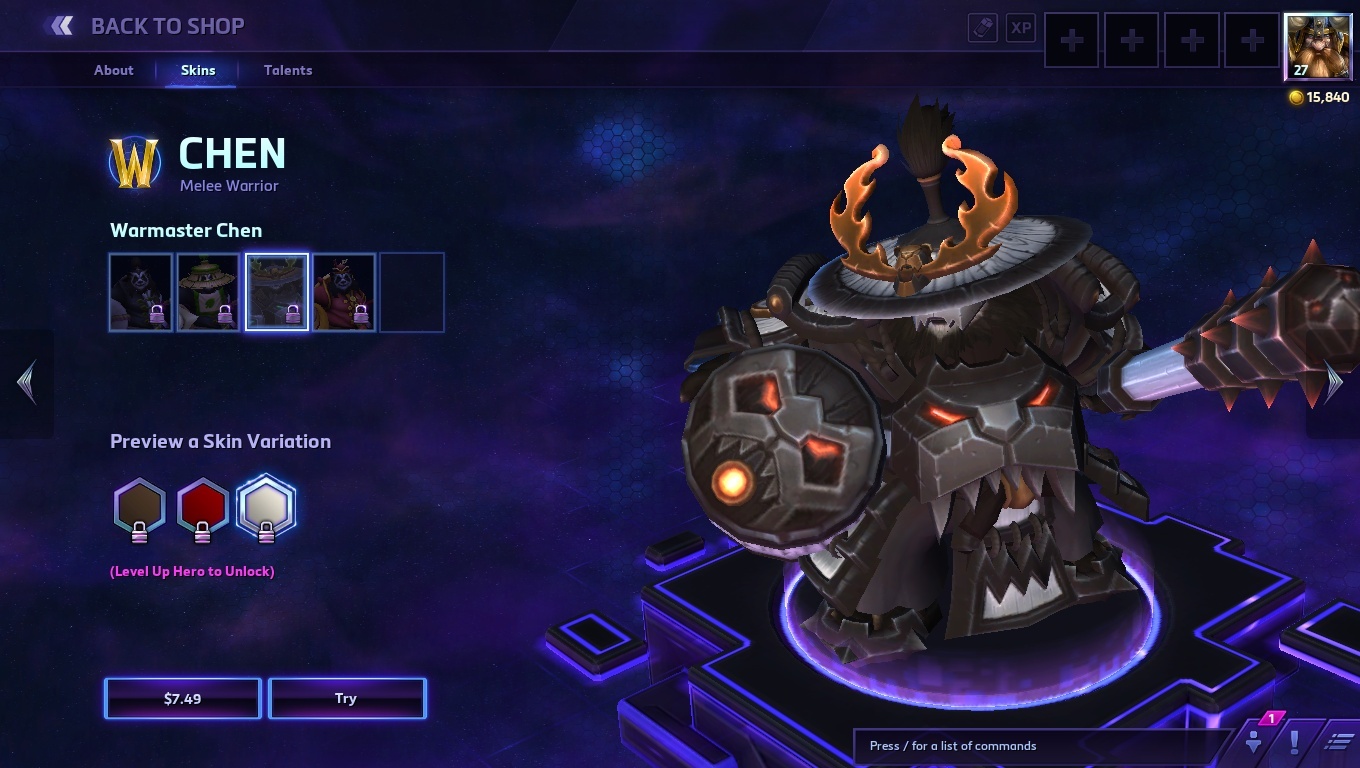 BACK TO SHOP
XP
27
15,840
About
Skins
Talents
W
CHEN
Melee Warrior
Warmaster Chen
Preview a Skin Variation
(Level Up Hero to Unlock)
$7.49
Try
1
Press / for a list of commands